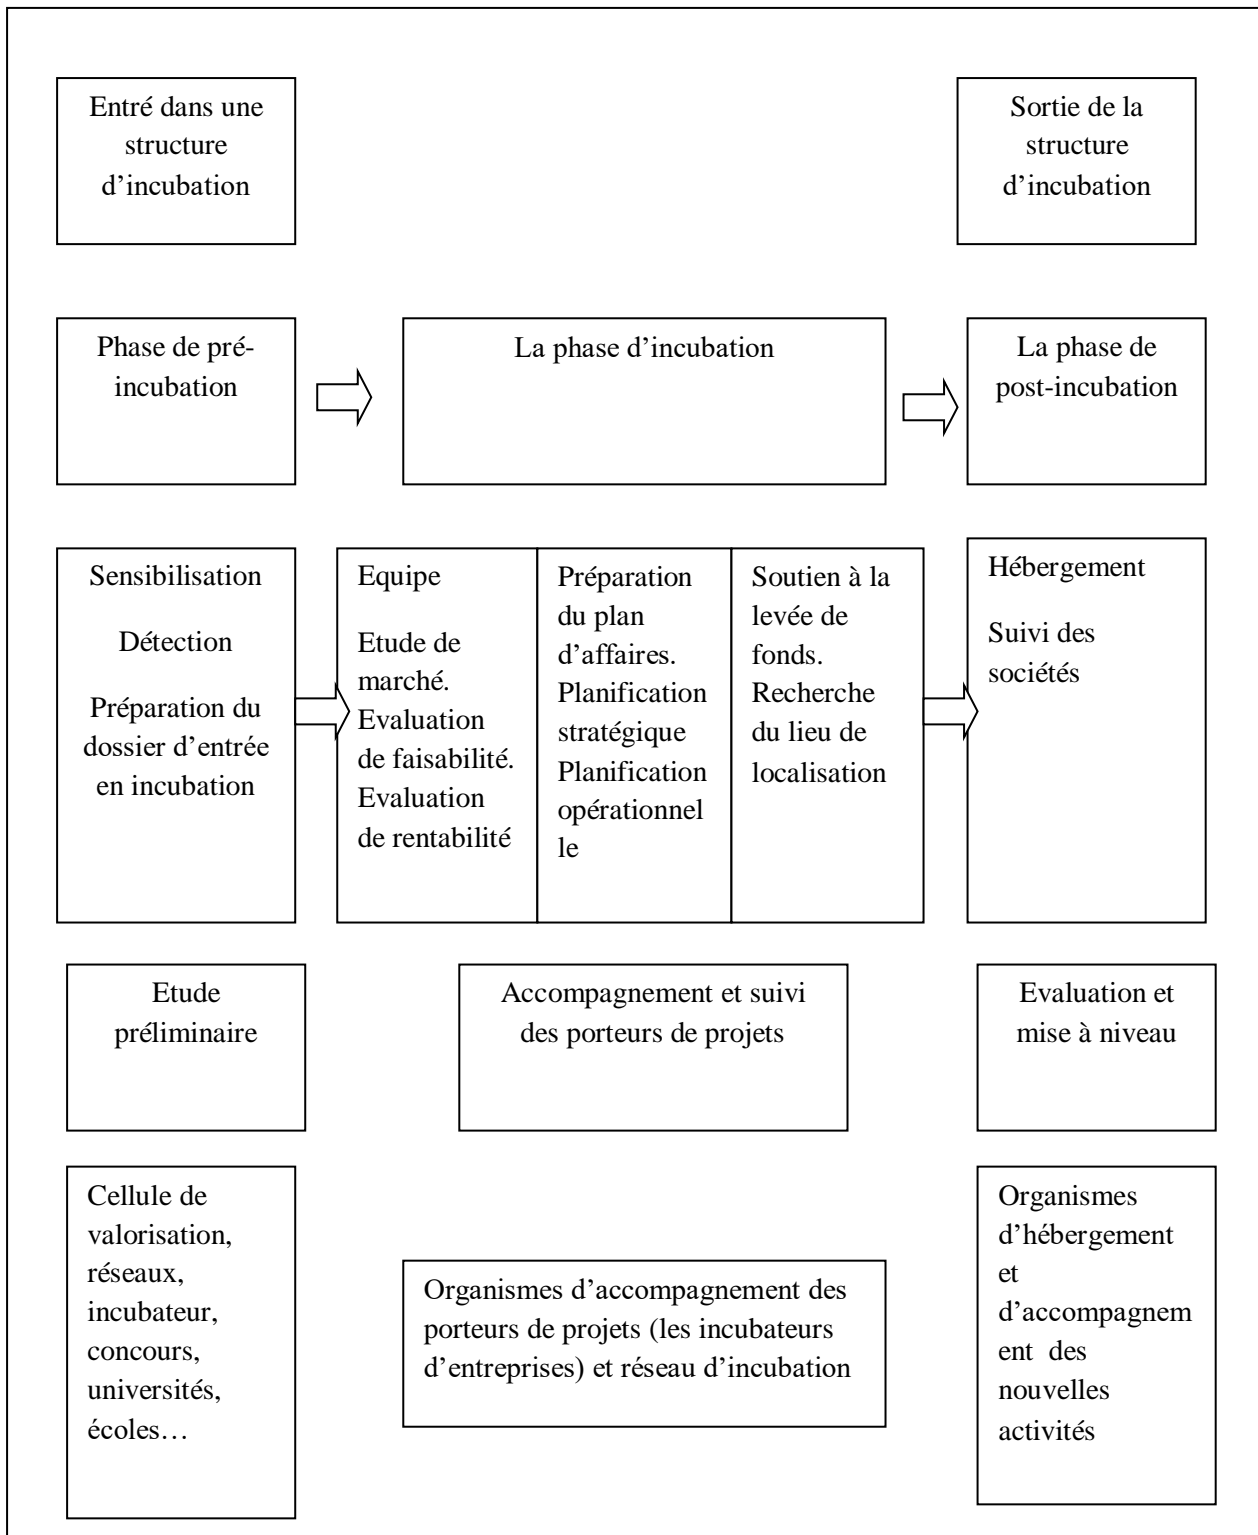 Entré dans une
structure
d’incubation
Sortie de la
structure
d’incubation
Phase de pré-
incubation
La phase d’incubation
La phase de
post-incubation
Sensibilisation
Détection
Préparation du
dossier d’entrée
en incubation
Equipe
Etude de
marché.
Evaluation
de faisabilité.
Evaluation
de rentabilité
Préparation
du plan
d’affaires.
Planification
stratégique
Planification
opérationnel
le
Soutien à la
levée de
fonds.
Recherche
du lieu de
localisation
Hébergement
Suivi des
sociétés
Etude
préliminaire
Accompagnement et suivi
des porteurs de projets
Evaluation et
mise à niveau
Cellule de
valorisation,
réseaux,
incubateur,
concours,
universités,
écoles…
Organismes d’accompagnement des
porteurs de projets (les incubateurs
d’entreprises) et réseau d’incubation
Organismes
d’hébergement
et
d’accompagnem
ent des
nouvelles
activités